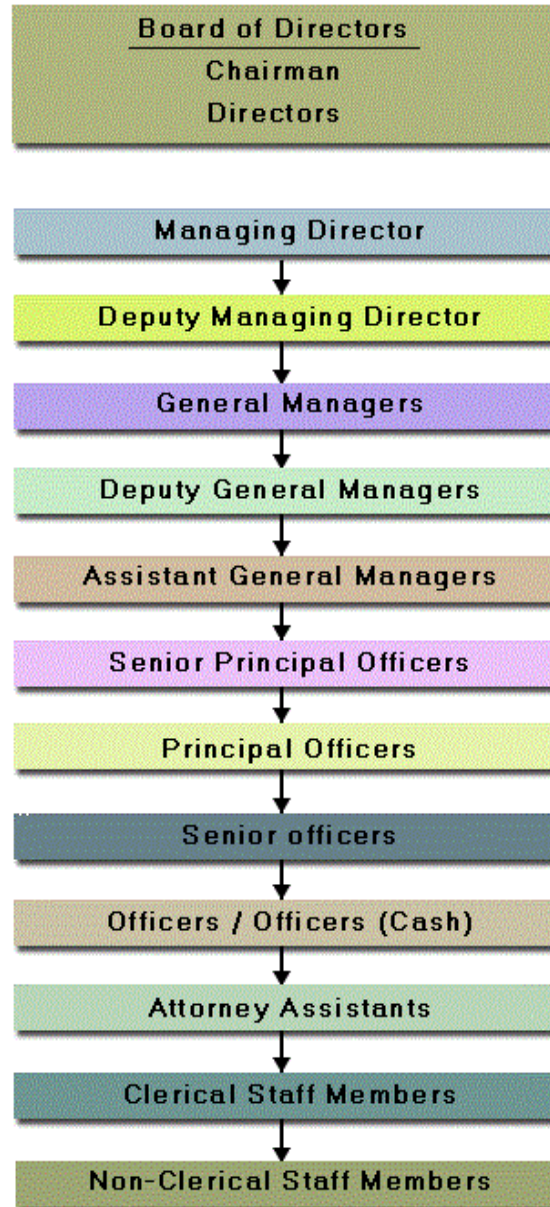 Board of Directors
Chairman
Directors
Managing Director
Deputy Managing Director
General Managers
Deputy General Managers
Assistant General Managers
Senior Principal Officers
Principal Officers
Senior officers
Officers / Officers (Cash)
Attorney Assistants
Clerical Staff Members
Non-Clerical Staff Members